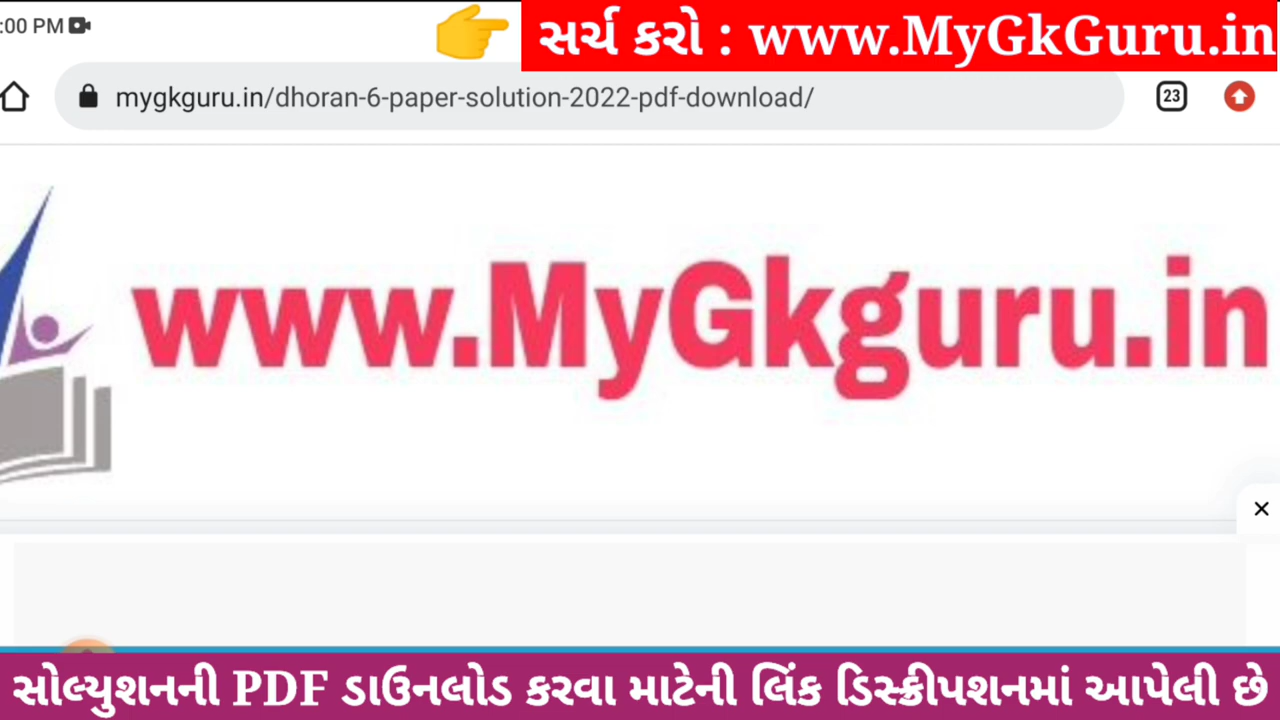 :00 PM
સર્ચ કરો : www.MyGkGuru.in
mygkguru.in/dhoran-6-paper-solution-2022-pdf-download/
23
www.MyGkguru.in
સોલ્યુશનની PDF ડાઉનલોડ કરવા માટેની લિંક ડિસ્ક્રીપશનમાં આપેલી છે